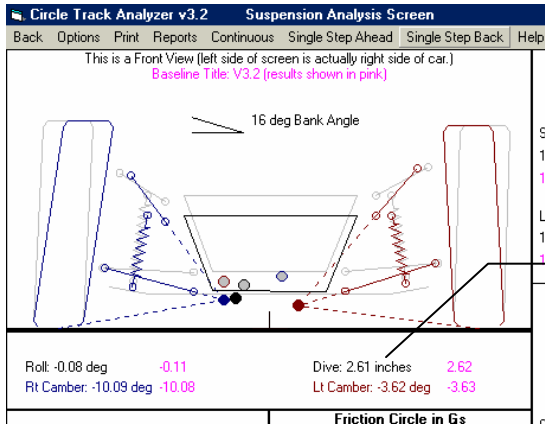 Circle Track Analyzer v3.2 Suspension Analysis Screen
Back Options Print Reports Continuous Single Step Ahead Single Step Back Help
This is a Front View (left side of screen is actually right side of car.)
Baseline Title: V3.2 (results shown in pink)
16 deg Bank Angle
Roll: -0.08 deg -0.11 Dive: 2.61 inches 2.62
Rt Camber: -10.09 deg -10.08 Lt Camber: -3.62 deg -3.63
Friction Circle in Gs